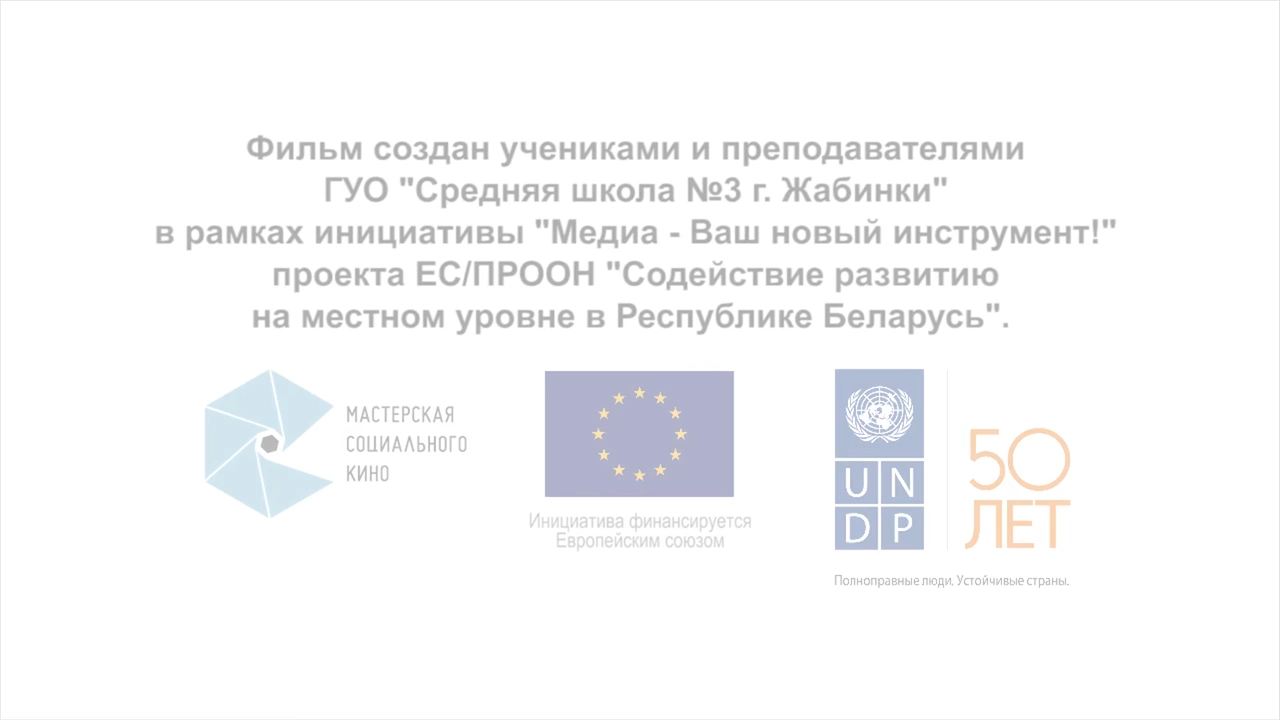 Фильм создан учениками и преподавателями
ГУО "Средняя школа №3 г. Жабинки"
в рамках инициативы "Медиа - Ваш новый инструмент!"
проекта ЕС/ПРООН "Содействие развитию
на местном уровне в Республике Беларусь".
МАСТЕРСКАЯ
СОЦИАЛЬНОГО
КИНО
Инициатива финансируется
Европейским союзом
UN
DP
50
ЛЕТ
Полноправные люди. Устойчивые страны.